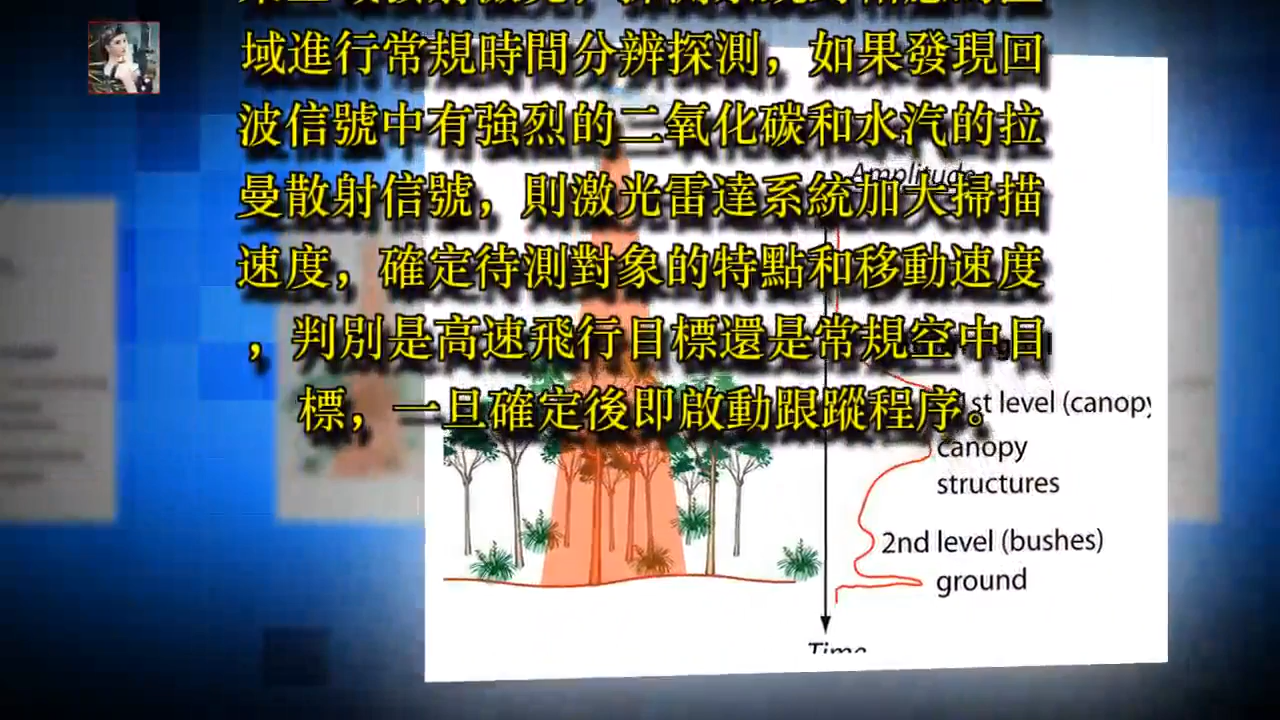 域進行常規時間分辨探測，如果發現回
波信號中有強烈的二氧化碳和水汽的拉
曼散射信號，則激光雷達系統加大掃描
速度，確定待測對象的特點和移動速度
，判別是高速飛行目標還是常規空中目
標，一旦確定後即啟動跟蹤程序。
Amplitude
1st level (canopy
canopy
structures
2nd level (bushes)
ground
Time